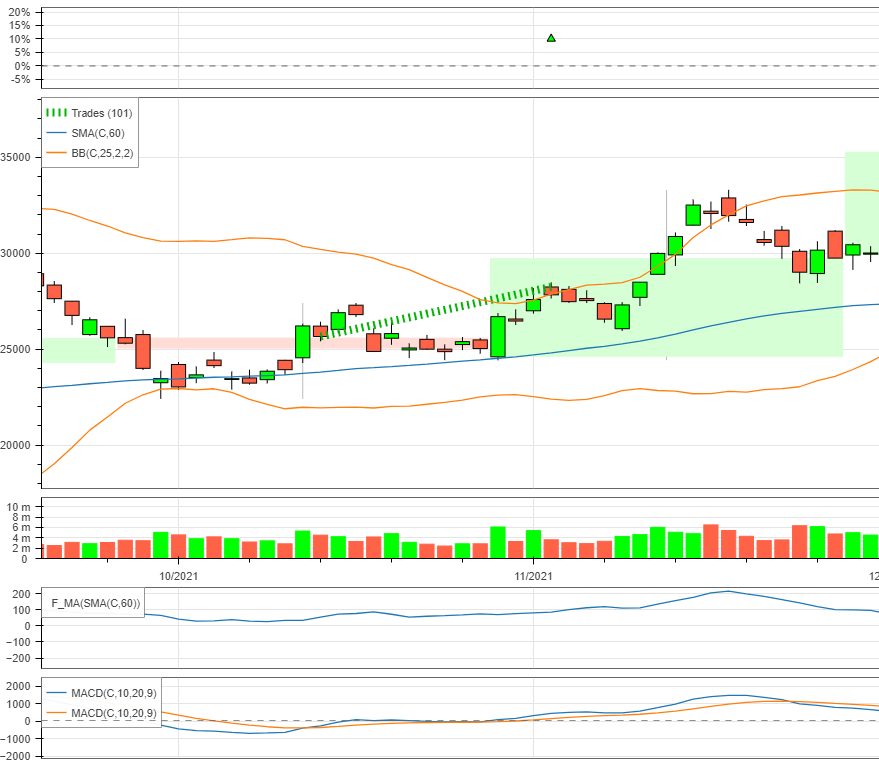 20%
15%
10%
5%
0%
-5%
Trades (101)
SMA(C,60)
BB(C,25,2,2)
35000
30000
25000
20000
10 m
8 m
6 m
4 m
2 m
0
10/2021
11/2021
12
200
100
0
−100
−200
F_MA(SMA(C,60))
2000
1000
0
−1000
−2000
MACD(C,10,20,9)
MACD(C,10,20,9)